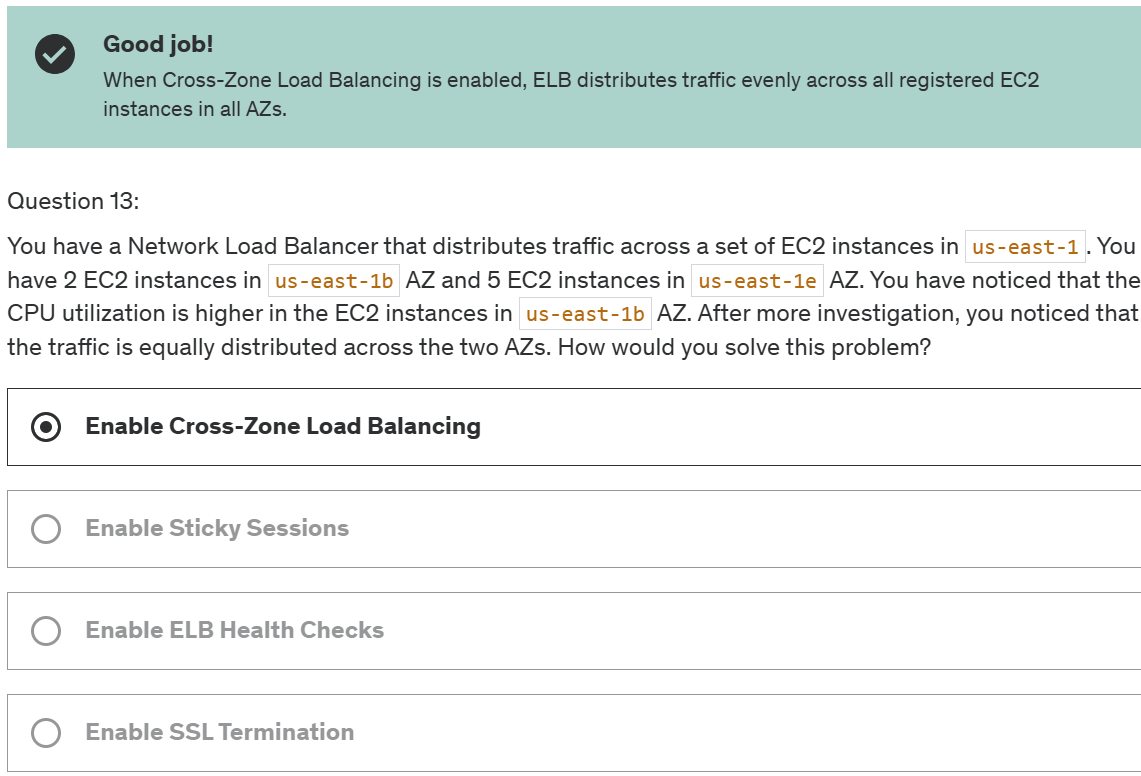 Good job!
When Cross-Zone Load Balancing is enabled, ELB distributes traffic evenly across all registered EC2
instances in all AZs.
Question 13:
You have a Network Load Balancer that distributes traffic across a set of EC2 instances in us-east-1. You
have 2 EC2 instances in us-east-1b AZ and 5 EC2 instances in us-east-1e AZ. You have noticed that the
CPU utilization is higher in the EC2 instances in us-east-1b AZ. After more investigation, you noticed that
the traffic is equally distributed across the two AZs. How would you solve this problem?
Enable Cross-Zone Load Balancing
Enable Sticky Sessions
Enable ELB Health Checks
Enable SSL Termination